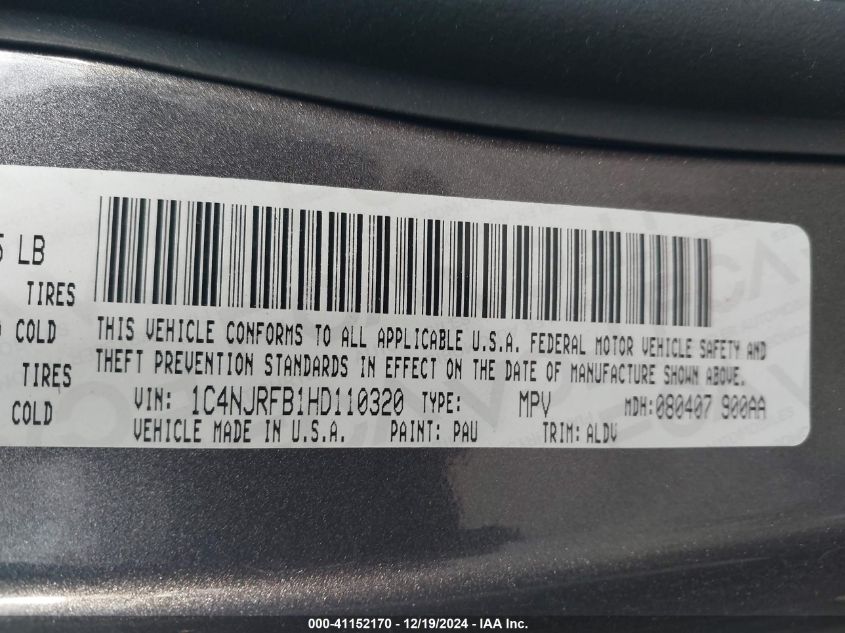 5 LB
TIRES
COLD
TIRES
COLD
THIS VEHICLE CONFORMS TO ALL APPLICABLE U.S.A. FEDERAL MOTOR VEHICLE SAFETY AND
THEFT PREVENTION STANDARDS IN EFFECT ON THE DATE OF MANUFACTURE SHOWN ABOVE.
VIN: 1C4NJRFB1HD110320 TYPE: MPV MDH:080407 900AA
VEHICLE MADE IN U.S.A. PAINT: PAU TRIM: ALDV
000-41152170 - 12/19/2024 - IAA Inc.